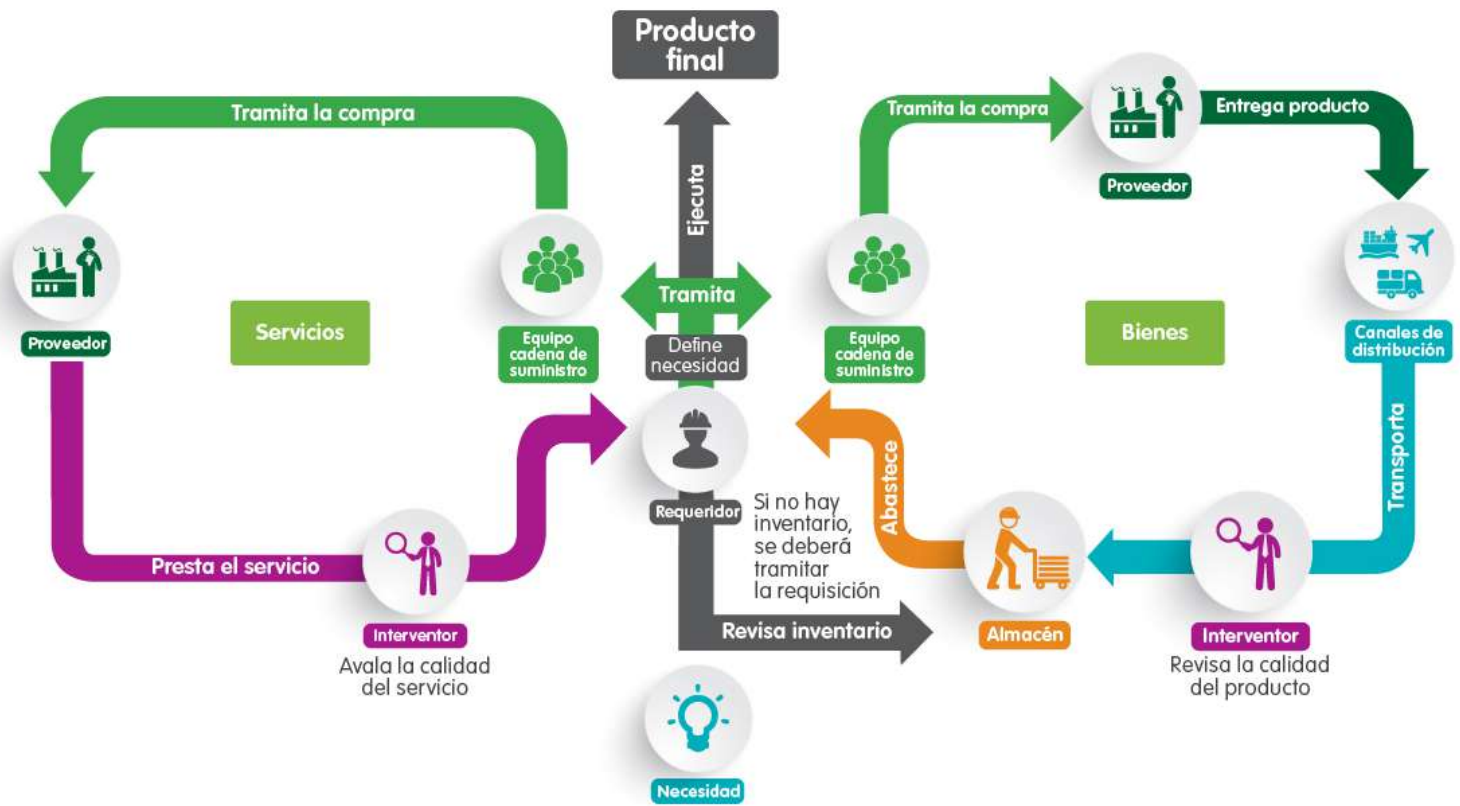 Producto
final
Tramita la compra
Ejecuta
Tramita la compra
Entrega producto
Proveedor
Tramita
Servicios
Bienes
Proveedor
Equipo
cadena de
suministro
Define
necesidad
Equipo
cadena de
suministro
Canales de
distribución
Transporta
Abastece
Requeridor
Si no hay
inventario,
se deberá
tramitar
la requisición
Presta el servicio
Revisa inventario
Interventor
Avala la calidad
del servicio
Almacén
Interventor
Revisa la calidad
del producto
Necesidad